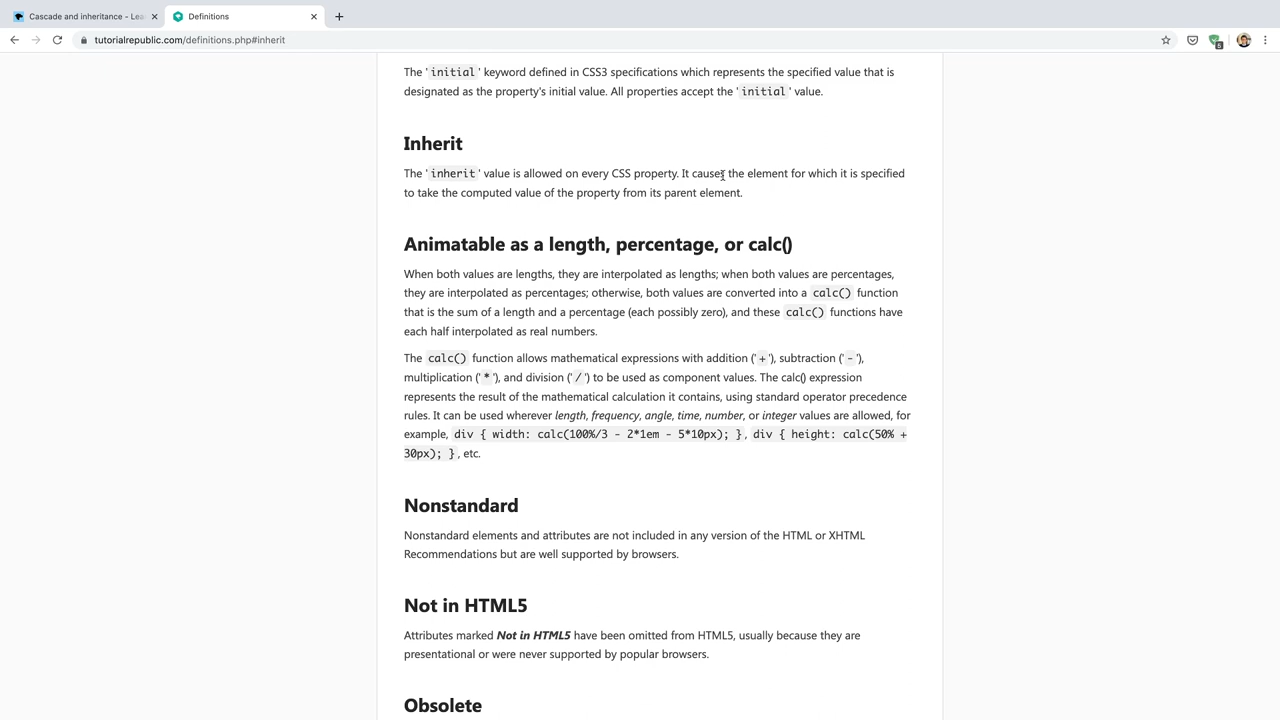 Cascade and inheritance - Lea
Definitions
tutorialrepublic.com/definitions.php#inherit
6
The 'initial' keyword defined in CSS3 specifications which represents the specified value that is
designated as the property's initial value. All properties accept the 'initial' value.
Inherit
The 'inherit' value is allowed on every CSS property. It causes the element for which it is specified
to take the computed value of the property from its parent element.
Animatable as a length, percentage, or calc()
When both values are lengths, they are interpolated as lengths; when both values are percentages,
they are interpolated as percentages; otherwise, both values are converted into a calc() function
that is the sum of a length and a percentage (each possibly zero), and these calc() functions have
each half interpolated as real numbers.
The calc() function allows mathematical expressions with addition ('+'), subtraction ('-'),
multiplication ('*'), and division ('/') to be used as component values. The calc() expression
represents the result of the mathematical calculation it contains, using standard operator precedence
rules. It can be used wherever length, frequency, angle, time, number, or integer values are allowed, for
example, div { width: calc(100%/3 - 2*1em - 5*10px); }, div { height: calc(50% +
30px); }, etc.
Nonstandard
Nonstandard elements and attributes are not included in any version of the HTML or XHTML
Recommendations but are well supported by browsers.
Not in HTML5
Attributes marked Not in HTML5 have been omitted from HTML5, usually because they are
presentational or were never supported by popular browsers.
Obsolete